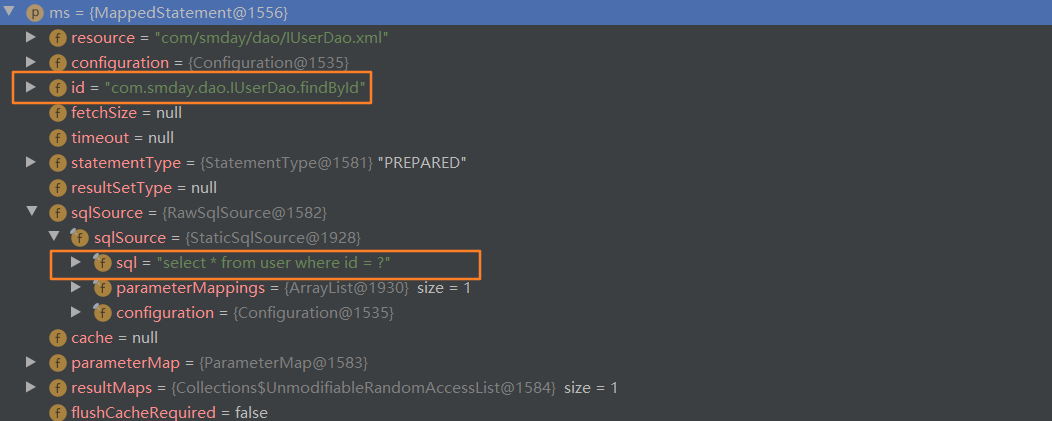 p ms = {MappedStatement@1556}
f resource = "com/smday/dao/IUserDao.xml"
f configuration = {Configuration@1535}
f id = "com.smday.dao.IUserDao.findById"
f fetchSize = null
f timeout = null
f statementType = {StatementType@1581} "PREPARED"
f resultSetType = null
f sqlSource = {RawSqlSource@1582}
f sqlSource = {StaticSqlSource@1928}
f sql = "select * from user where id = ?"
f parameterMappings = {ArrayList@1930} size = 1
f configuration = {Configuration@1535}
f cache = null
f parameterMap = {ParameterMap@1583}
f resultMaps = {Collections$UnmodifiableRandomAccessList@1584} size = 1
f flushCacheRequired = false